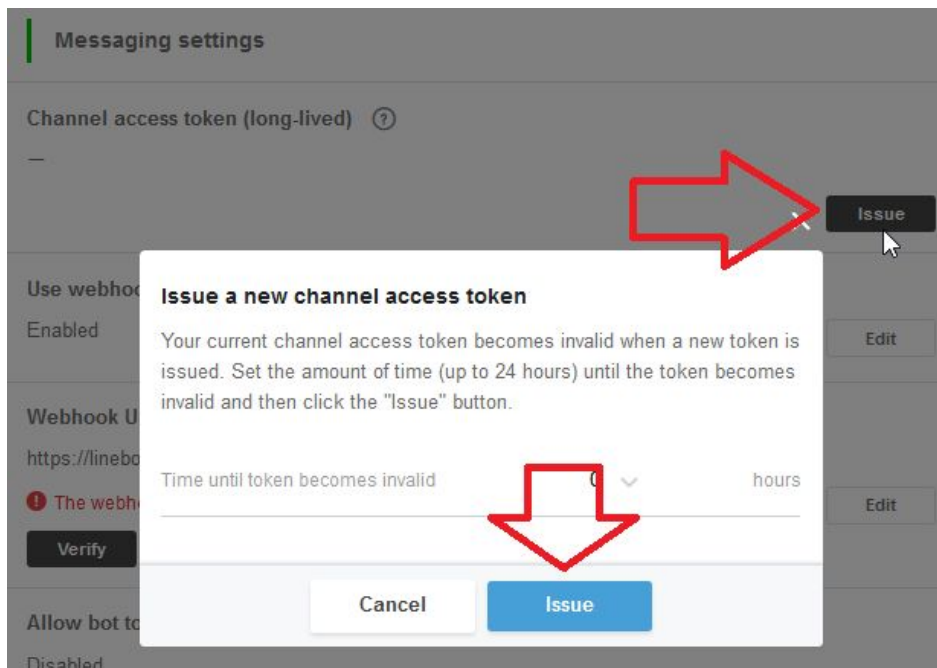 Messaging settings
Channel access token (long-lived) ?
—
Issue
Issue a new channel access token
Your current channel access token becomes invalid when a new token is
issued. Set the amount of time (up to 24 hours) until the token becomes
invalid and then click the "Issue" button.
Time until token becomes invalid 0 hours
Cancel Issue
Use webhoo
Enabled
Edit
Webhook U
https://linebo
The webh
Edit
Verify
Allow bot to
Disabled